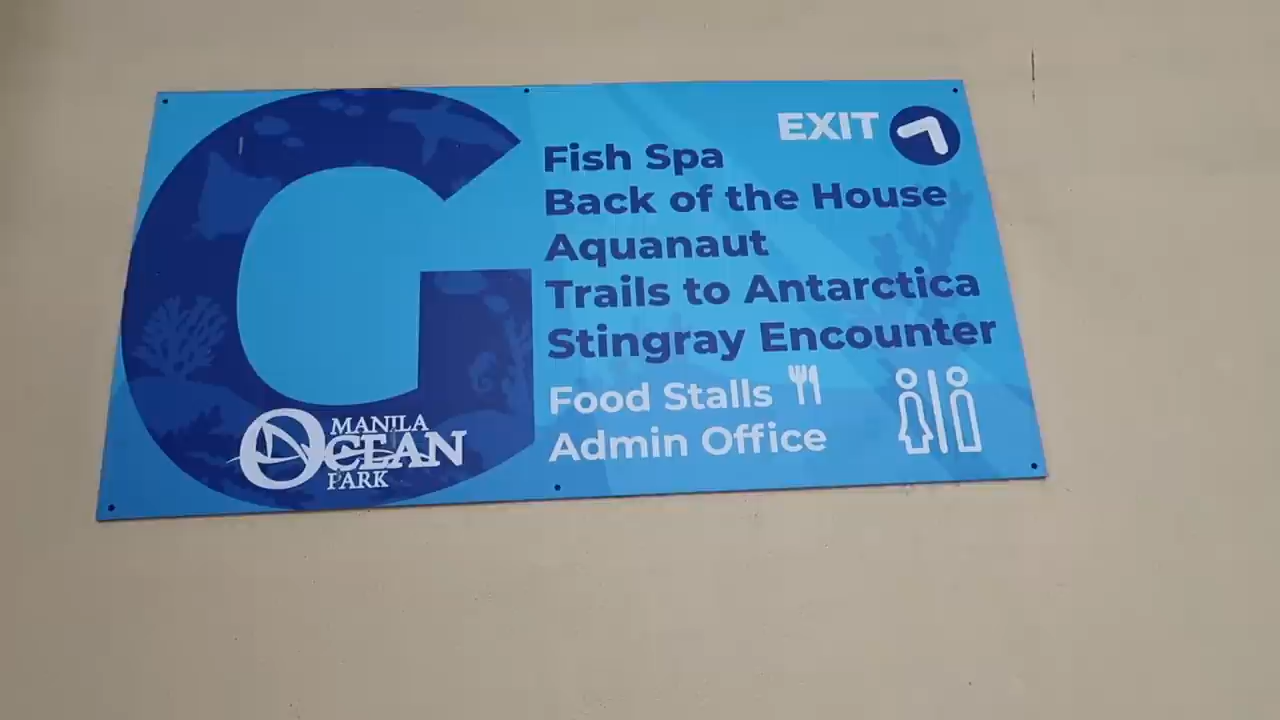 G
EXIT
Fish Spa
Back of the House
Aquanaut
Trails to Antarctica
Stingray Encounter
Food Stalls
Admin Office
MANILA
OCEAN
PARK